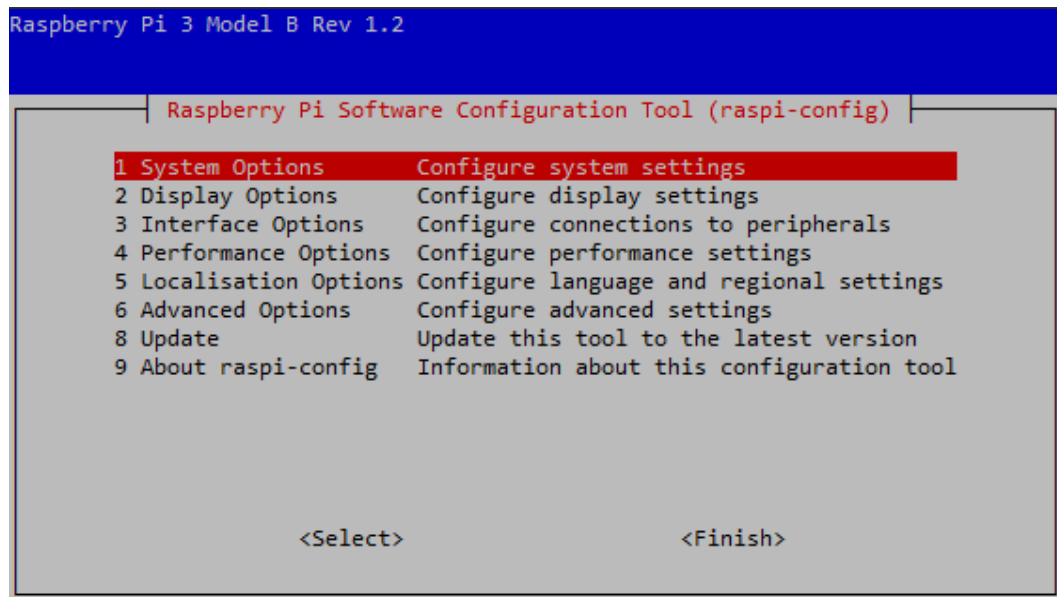 Raspberry Pi 3 Model B Rev 1.2
Raspberry Pi Software Configuration Tool (raspi-config)
1 System Options Configure system settings
2 Display Options Configure display settings
3 Interface Options Configure connections to peripherals
4 Performance Options Configure performance settings
5 Localisation Options Configure language and regional settings
6 Advanced Options Configure advanced settings
8 Update Update this tool to the latest version
9 About raspi-config Information about this configuration tool
<Select> <Finish>